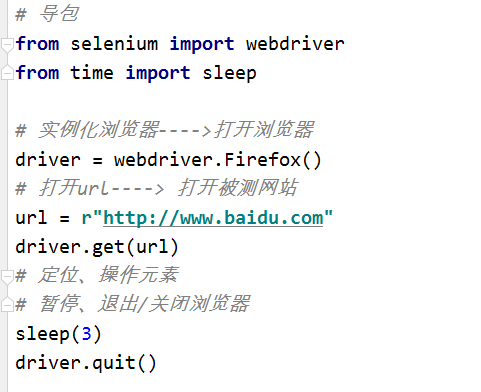 # 导包
from selenium import webdriver
from time import sleep
# 实例化浏览器---->打开浏览器
driver = webdriver.Firefox()
# 打开url----> 打开被测网站
url = r"http://www.baidu.com"
driver.get(url)
# 定位、操作元素
# 暂停、退出/关闭浏览器
sleep(3)
driver.quit()